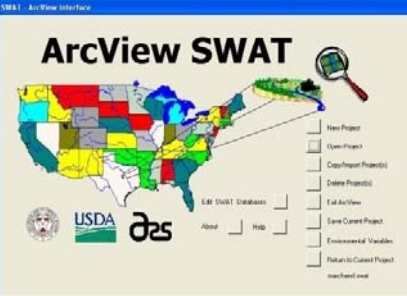 SWAT - ArcView Interface
ArcView SWAT
New Project
Open Project
Copy/Import Project(s)
Delete Project(s)
Exit ArcView
Save Current Project
Environmental Variables
Return to Current Project
Edit SWAT Databases
About
Help
USDA
ars